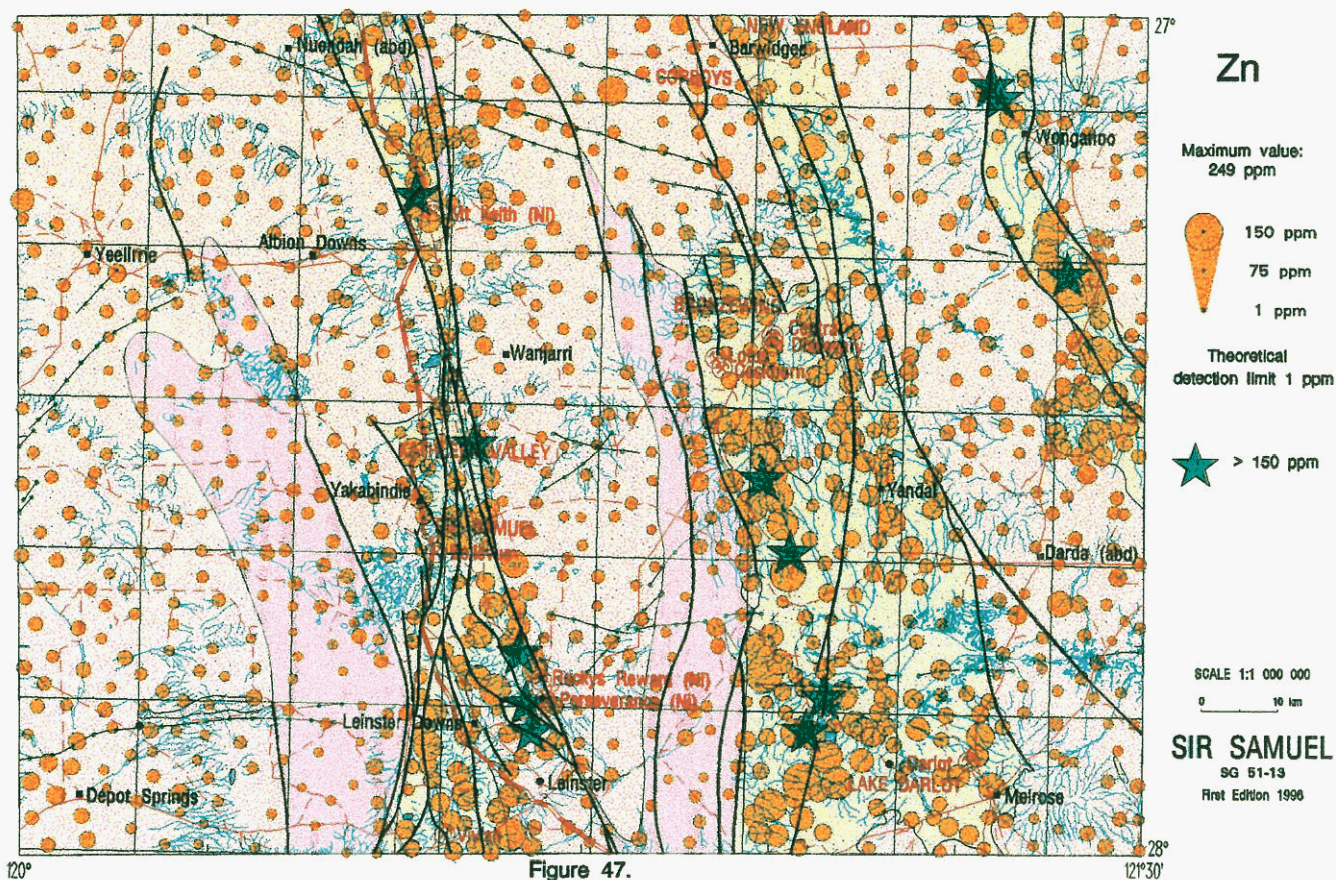 NEW ENGLAND
27°
Barwidgee
CORBOYS
Wongawoo
Mt Keith (Ni)
Albion Downs
Yeelirrie
Wanjarri
Yakabindie
Yandal
Darda (abd)
Rockys Reward (Ni)
Perseverance (Ni)
Leinster Downs
Darlot
LAKE DARLOT
Leinster
Depot Springs
Melrose
28°
120°
121°30'
Figure 47.
Zn
Maximum value:
249 ppm
150 ppm
75 ppm
1 ppm
Theoretical
detection limit 1 ppm
> 150 ppm
SCALE 1:1 000 000
0 10 km
SIR SAMUEL
SG 51-13
First Edition 1996